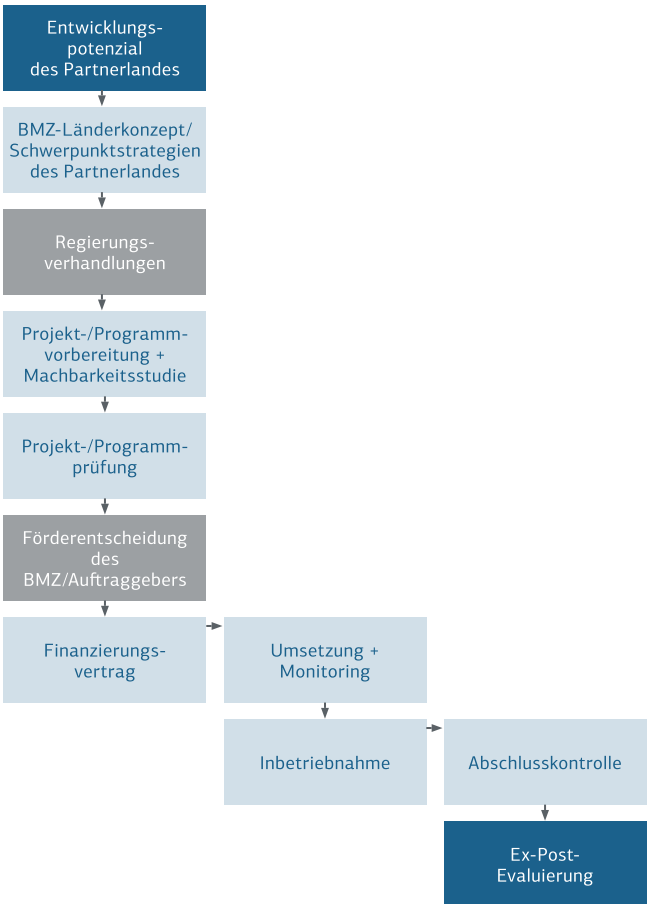 Entwicklungs-
potenzial
des Partnerlandes
BMZ-Länderkonzept/
Schwerpunktstrategien
des Partnerlandes
Regierungs-
verhandlungen
Projekt-/Programm-
vorbereitung +
Machbarkeitsstudie
Projekt-/Programm-
prüfung
Förderentscheidung
des
BMZ/Auftraggebers
Finanzierungs-
vertrag
Umsetzung +
Monitoring
Inbetriebnahme
Abschlusskontrolle
Ex-Post-
Evaluierung